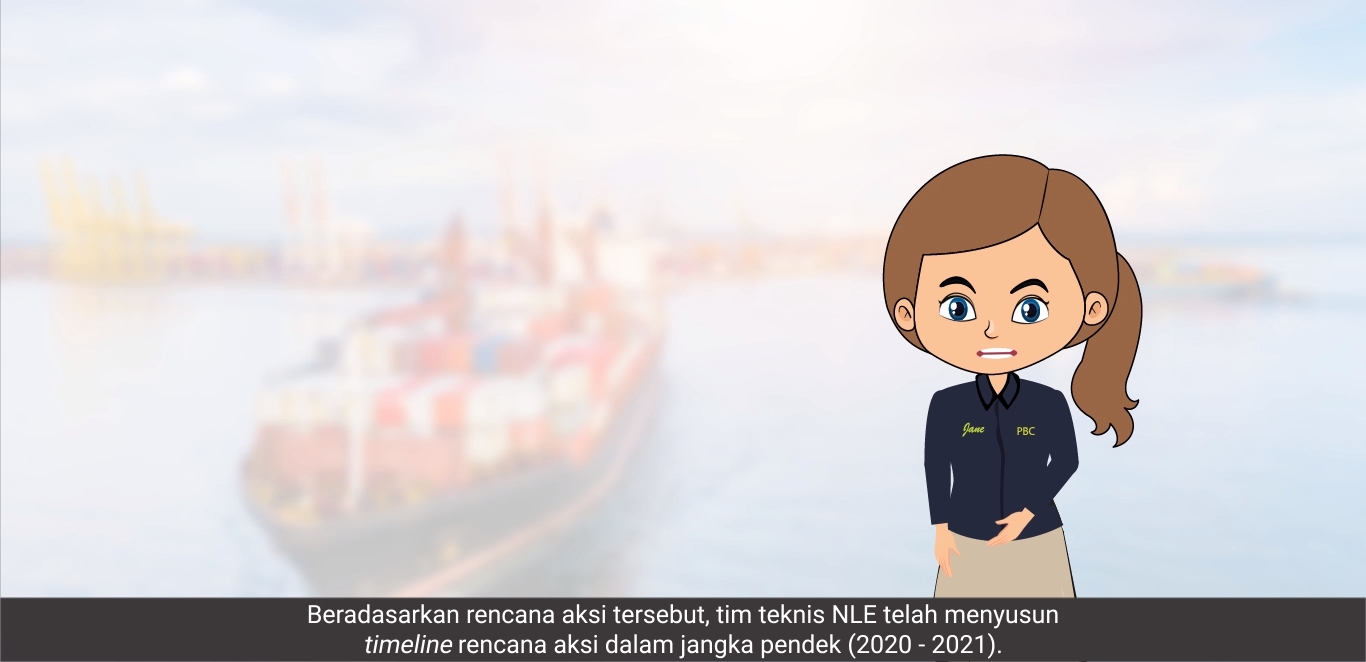 Jane
PBC
Beradasarkan rencana aksi tersebut, tim teknis NLE telah menyusun
timeline rencana aksi dalam jangka pendek (2020 - 2021).